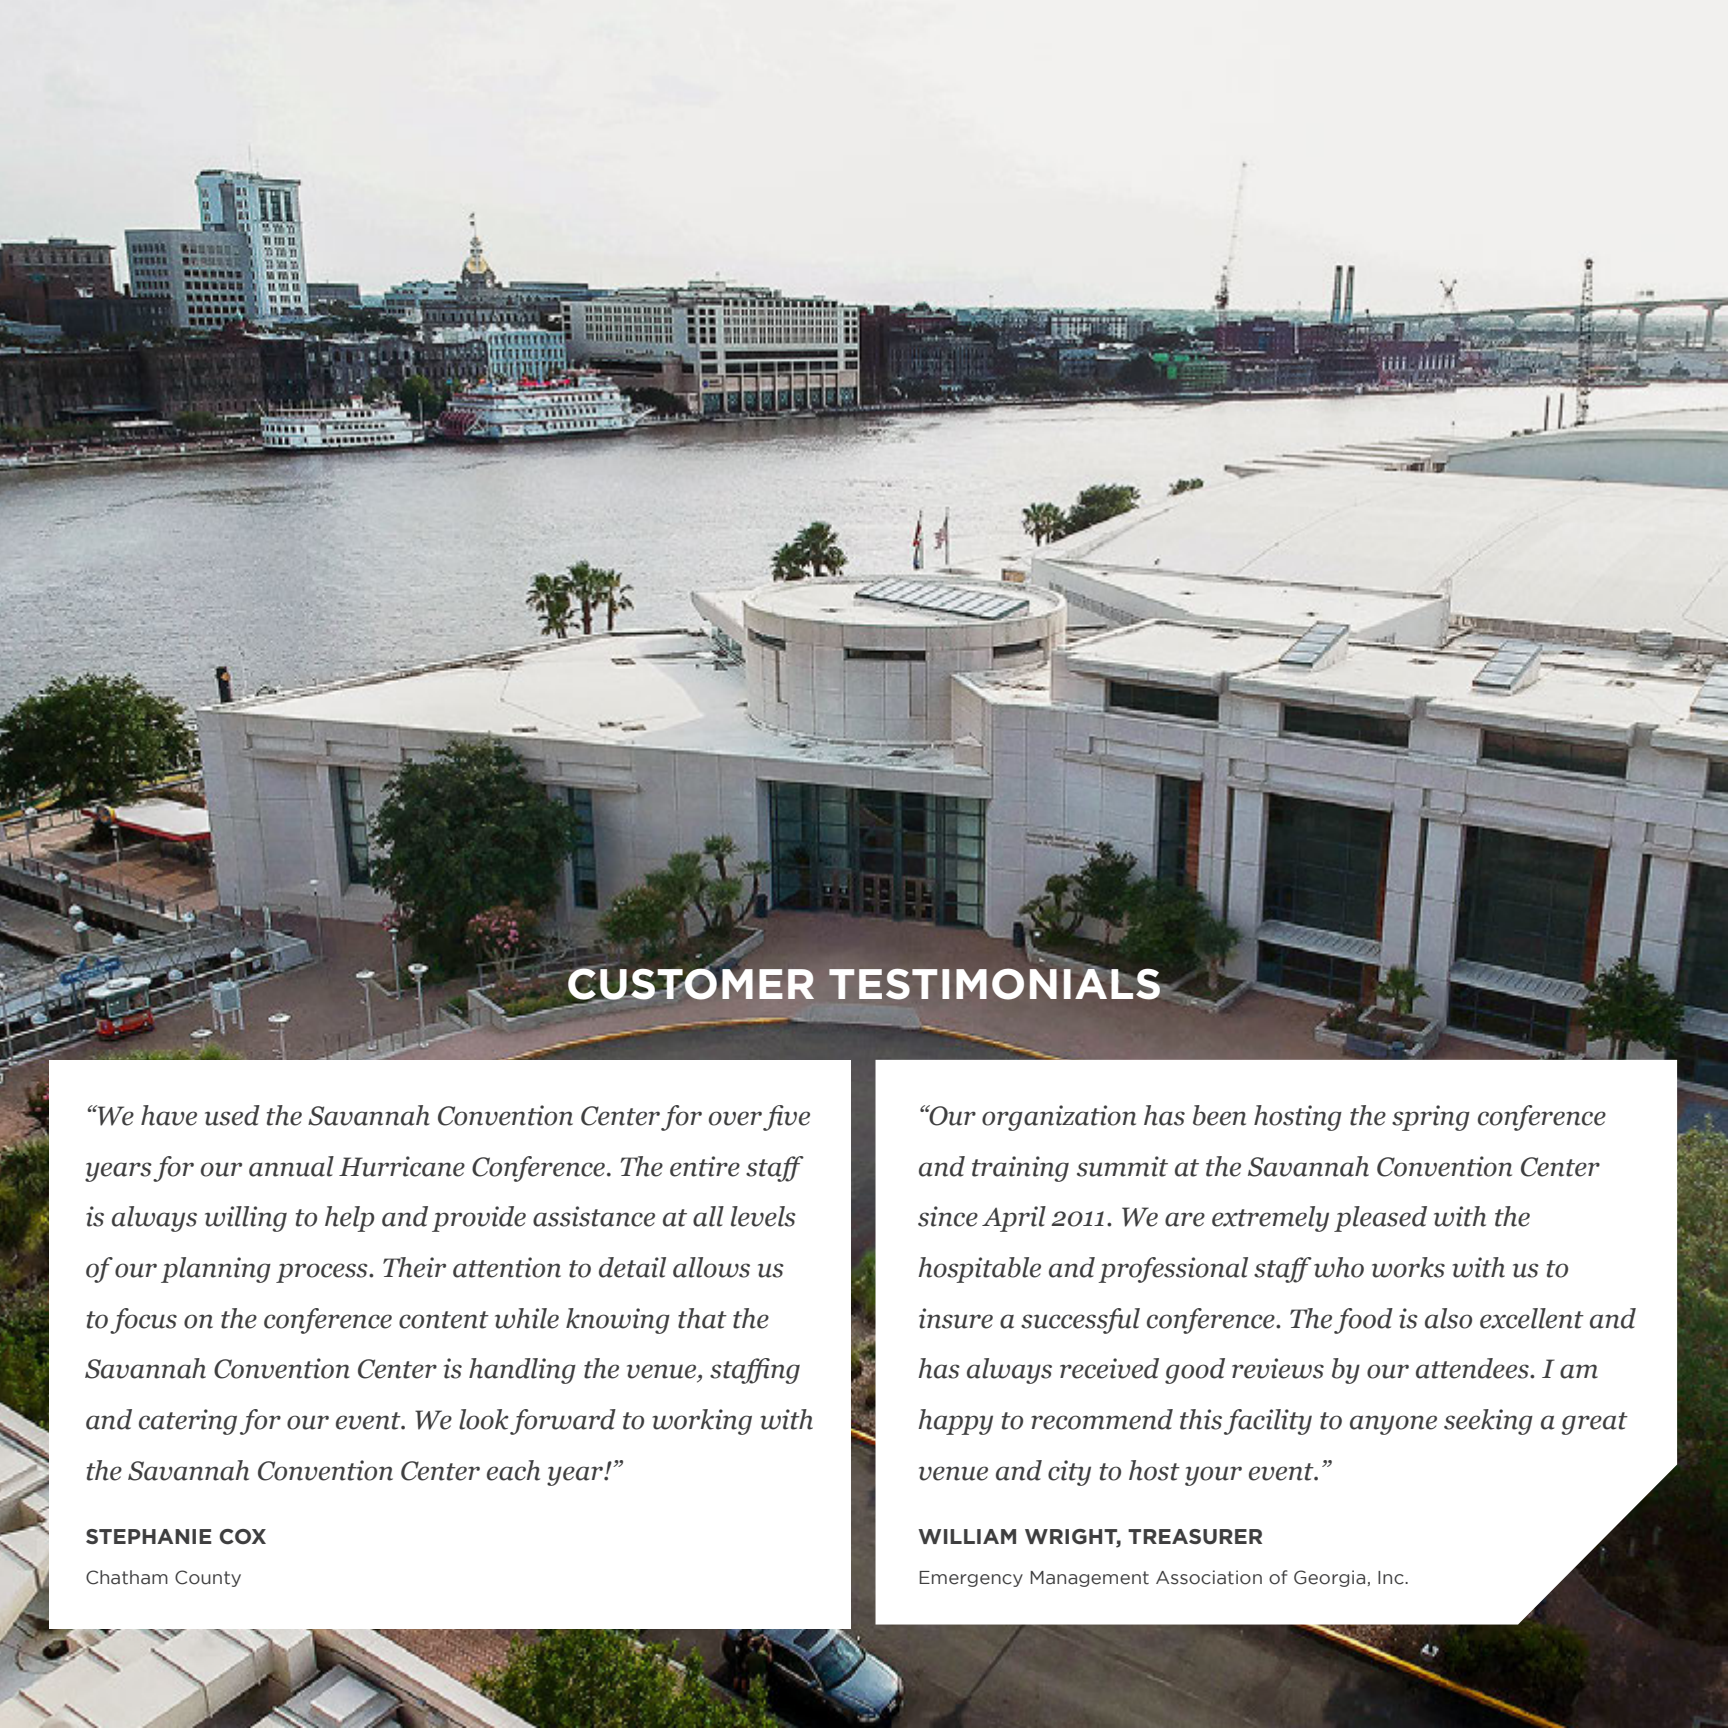 CUSTOMER TESTIMONIALS
“We have used the Savannah Convention Center for over five
years for our annual Hurricane Conference. The entire staff
is always willing to help and provide assistance at all levels
of our planning process. Their attention to detail allows us
to focus on the conference content while knowing that the
Savannah Convention Center is handling the venue, staffing
and catering for our event. We look forward to working with
the Savannah Convention Center each year!”
STEPHANIE COX
Chatham County
“Our organization has been hosting the spring conference
and training summit at the Savannah Convention Center
since April 2011. We are extremely pleased with the
hospitable and professional staff who works with us to
insure a successful conference. The food is also excellent and
has always received good reviews by our attendees. I am
happy to recommend this facility to anyone seeking a great
venue and city to host your event.”
WILLIAM WRIGHT, TREASURER
Emergency Management Association of Georgia, Inc.